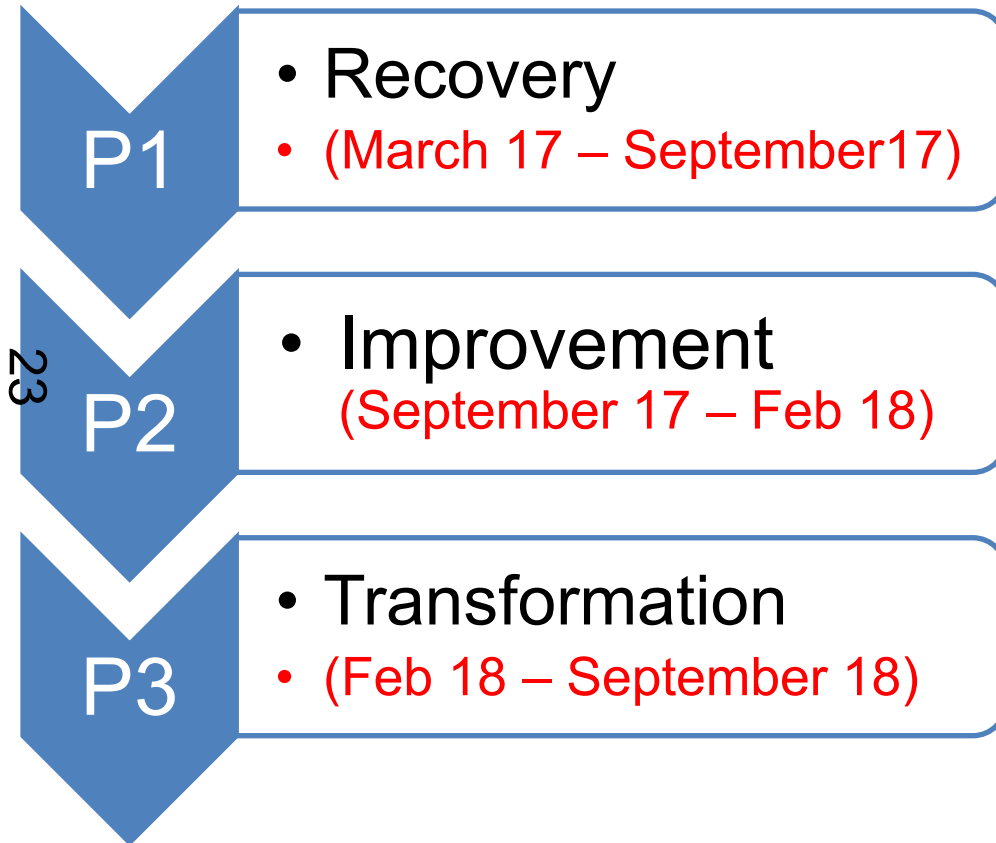 P1
• Recovery
• (March 17 – September17)
23
P2
• Improvement
(September 17 – Feb 18)
P3
• Transformation
• (Feb 18 – September 18)